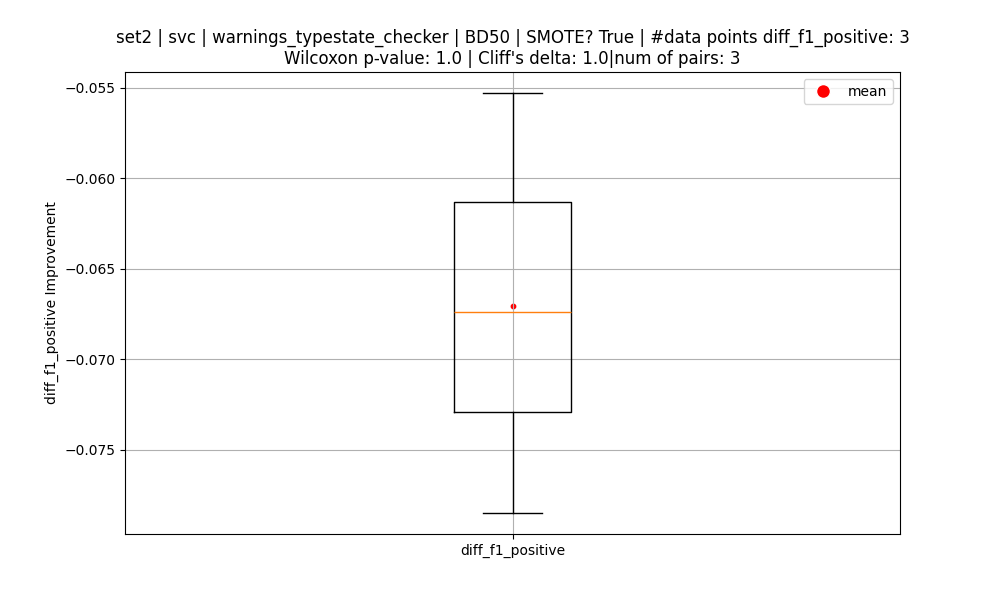 set2 | svc | warnings_typestate_checker | BD50 | SMOTE? True | #data points diff_f1_positive: 3
Wilcoxon p-value: 1.0 | Cliff's delta: 1.0|num of pairs: 3
mean
−0.055
−0.060
−0.065
−0.070
−0.075
diff_f1_positive Improvement
diff_f1_positive